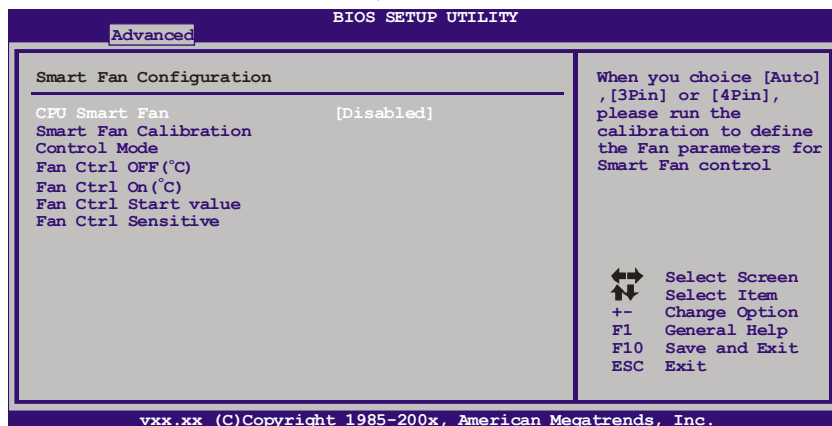 BIOS SETUP UTILITY
Advanced
Smart Fan Configuration
CPU Smart Fan [Disabled]
Smart Fan Calibration
Control Mode
Fan Ctrl OFF(°C)
Fan Ctrl On(°C)
Fan Ctrl Start value
Fan Ctrl Sensitive
When you choice [Auto]
,[3Pin] or [4Pin],
please run the
calibration to define
the Fan parameters for
Smart Fan control
Select Screen
Select Item
+- Change Option
F1 General Help
F10 Save and Exit
ESC Exit
vxx.xx (C)Copyright 1985-200x, American Megatrends, Inc.